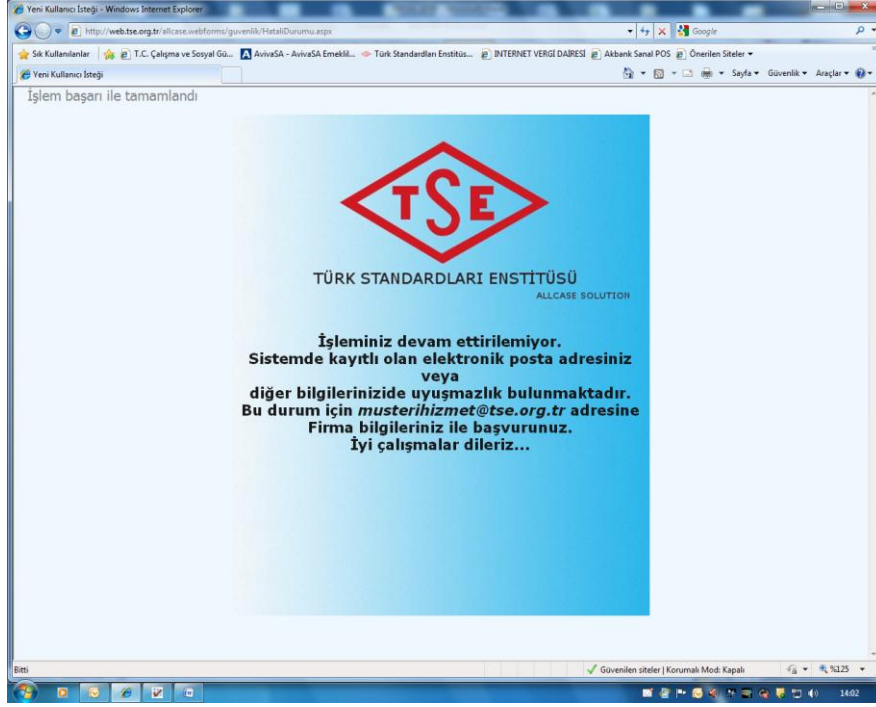 Yeni Kullanıcı İsteği - Windows Internet Explorer
http://web.tse.org.tr/allcase.webforms/guvenlik/HataliDurumu.aspx
Google
Sık Kullanılanlar
T.C. Çalışma ve Sosyal Gü...
AvivaSA - AvivaSA Emeklil...
Türk Standardları Enstitüs...
INTERNET VERGİ DAİRESİ
Akbank Sanal POS
Önerilen Siteler
Yeni Kullanıcı İsteği
Sayfa
Güvenlik
Araçlar
İşlem başarı ile tamamlandı
TSE
TÜRK STANDARDLARI ENSTİTÜSÜ
ALLCASE SOLUTION
İşleminiz devam ettirilemiyor.
Sistemde kayıtlı olan elektronik posta adresiniz
veya
diğer bilgilerinizide uyuşmazlık bulunmaktadır.
Bu durum için musterihizmet@tse.org.tr adresine
Firma bilgileriniz ile başvurunuz.
İyi çalışmalar dileriz...
Bitti
Güvenilen siteler | Korumalı Mod: Kapalı
%125
14:02